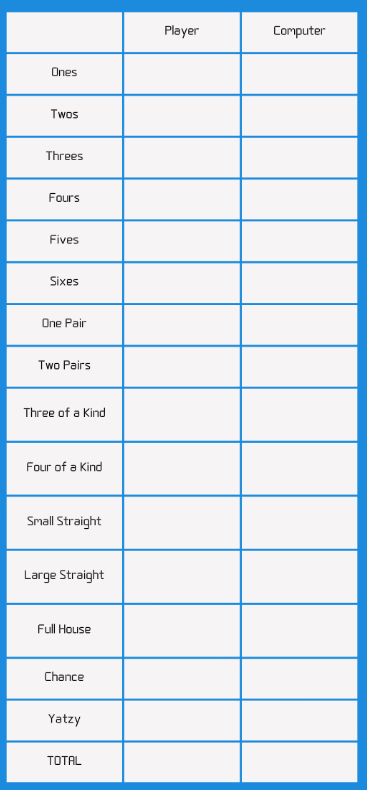 Player Computer
Ones
Twos
Threes
Fours
Fives
Sixes
One Pair
Two Pairs
Three of a Kind
Four of a Kind
Small Straight
Large Straight
Full House
Chance
Yatzy
TOTAL